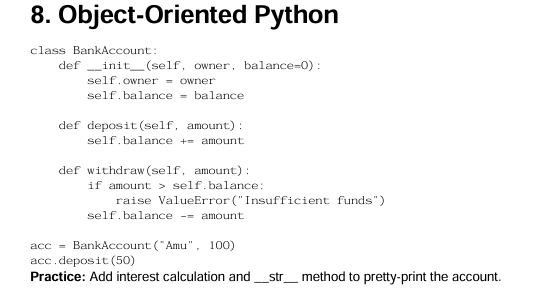 8. Object-Oriented Python
class BankAccount:
    def __init__(self, owner, balance=0):
        self.owner = owner
        self.balance = balance
    def deposit(self, amount):
        self.balance += amount
    def withdraw(self, amount):
        if amount > self.balance:
            raise ValueError("Insufficient funds")
        self.balance -= amount
acc = BankAccount("Amu", 100)
acc.deposit(50)
Practice: Add interest calculation and __str__ method to pretty-print the account.